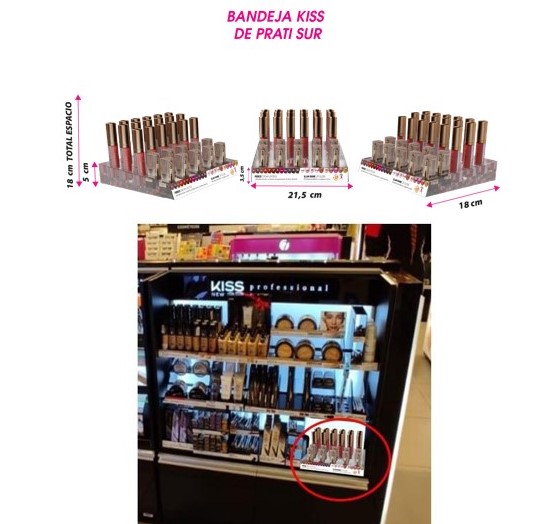 BANDEJA KISS
DE PRATI SUR
18 cm TOTAL ESPACIO
5 cm
3,5 cm
21,5 cm
18 cm
KISS professional
NEW YORK